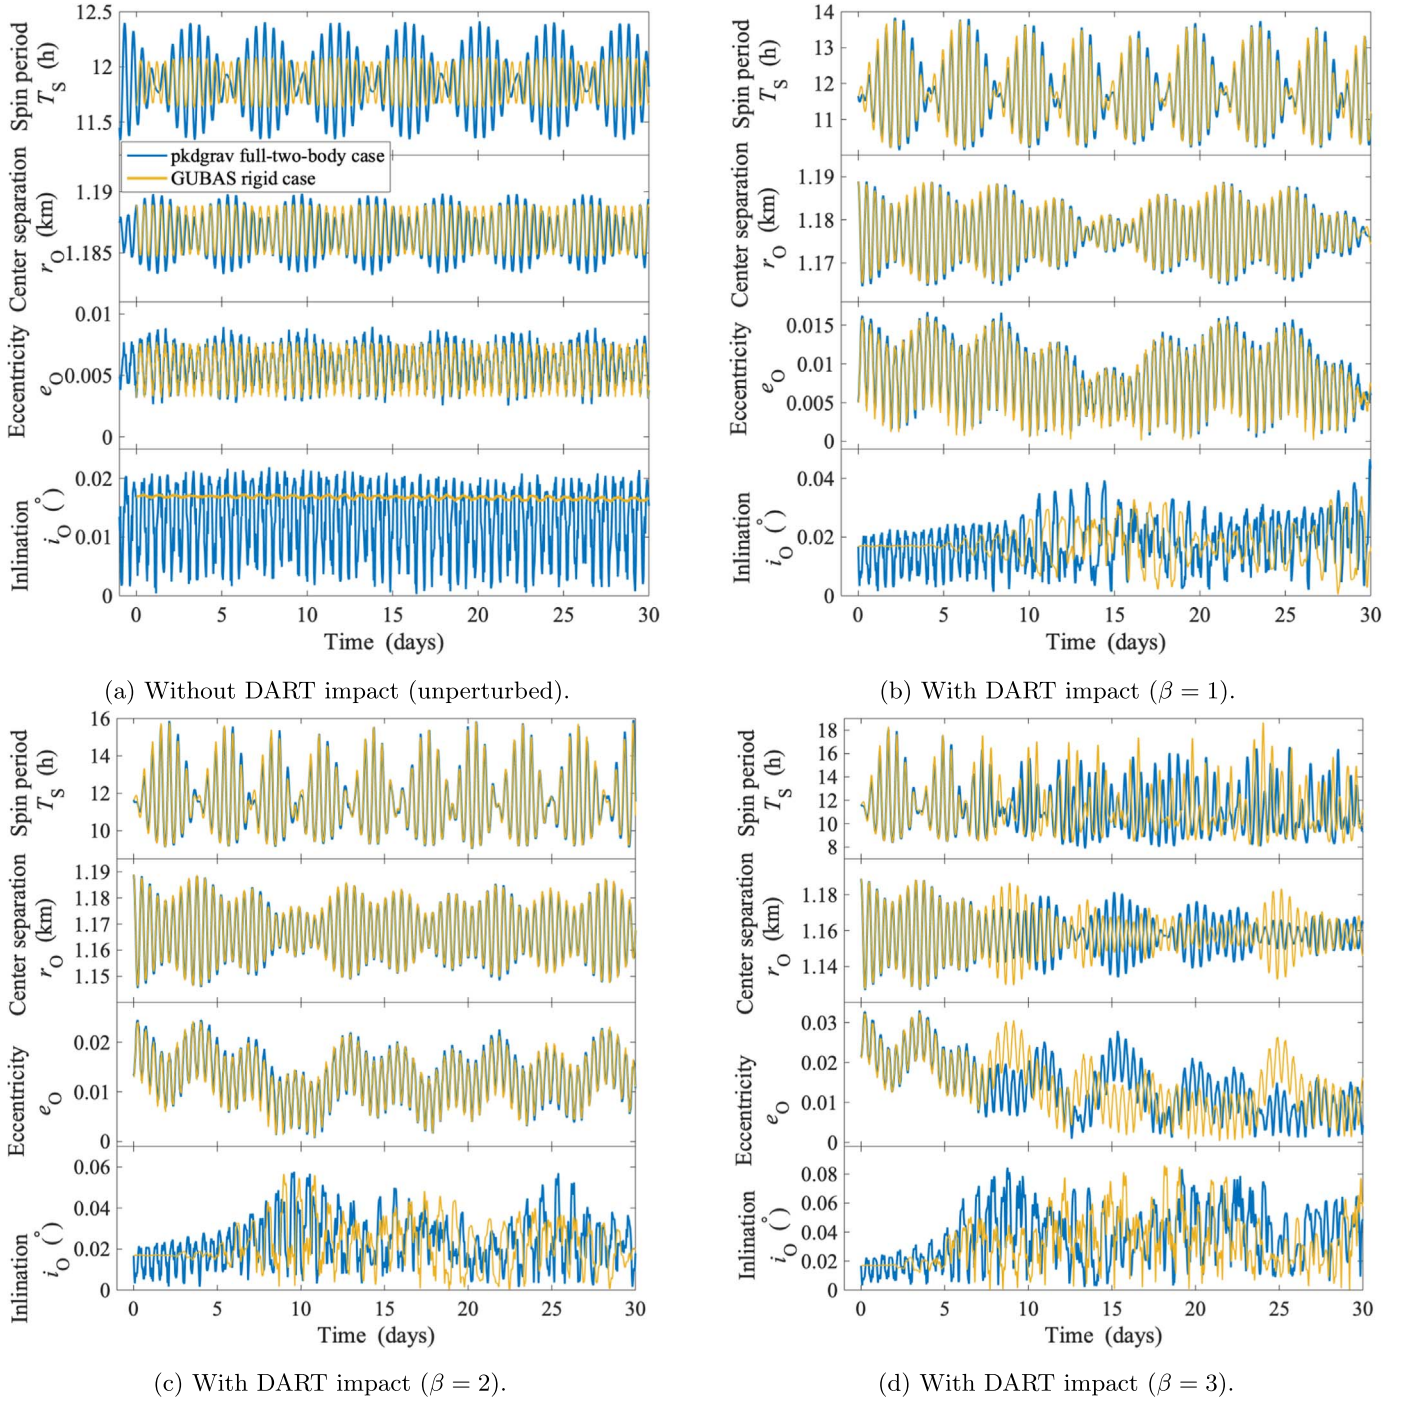 Spin period
T_S (h)
12.5
12
11.5
pkdgrav full-two-body case
GUBAS rigid case
Center separation
r_O (km)
1.19
1.185
Eccentricity
e_O
0.01
0.005
0
Inlination
i_O (°)
0.02
0.01
0
0 5 10 15 20 25 30
Time (days)
(a) Without DART impact (unperturbed).
Spin period
T_S (h)
14
13
12
11
Center separation
r_O (km)
1.19
1.18
1.17
Eccentricity
e_O
0.015
0.01
0.005
0
Inlination
i_O (°)
0.04
0.02
0
0 5 10 15 20 25 30
Time (days)
(b) With DART impact (β = 1).
Spin period
T_S (h)
16
14
12
10
Center separation
r_O (km)
1.19
1.18
1.17
1.16
1.15
Eccentricity
e_O
0.02
0.01
0
Inlination
i_O (°)
0.06
0.04
0.02
0
0 5 10 15 20 25 30
Time (days)
(c) With DART impact (β = 2).
Spin period
T_S (h)
18
16
14
12
10
8
Center separation
r_O (km)
1.18
1.16
1.14
Eccentricity
e_O
0.03
0.02
0.01
0
Inlination
i_O (°)
0.08
0.06
0.04
0.02
0
0 5 10 15 20 25 30
Time (days)
(d) With DART impact (β = 3).